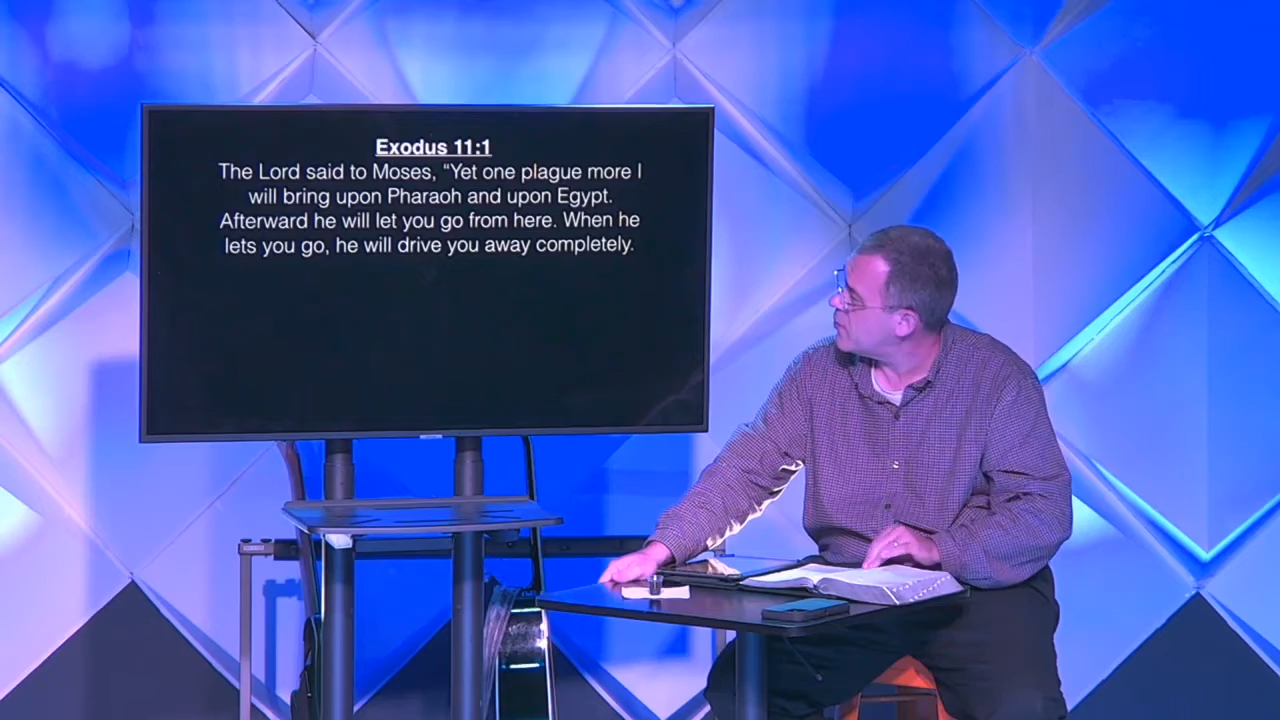 Exodus 11:1
The Lord said to Moses, “Yet one plague more I
will bring upon Pharaoh and upon Egypt.
Afterward he will let you go from here. When he
lets you go, he will drive you away completely.